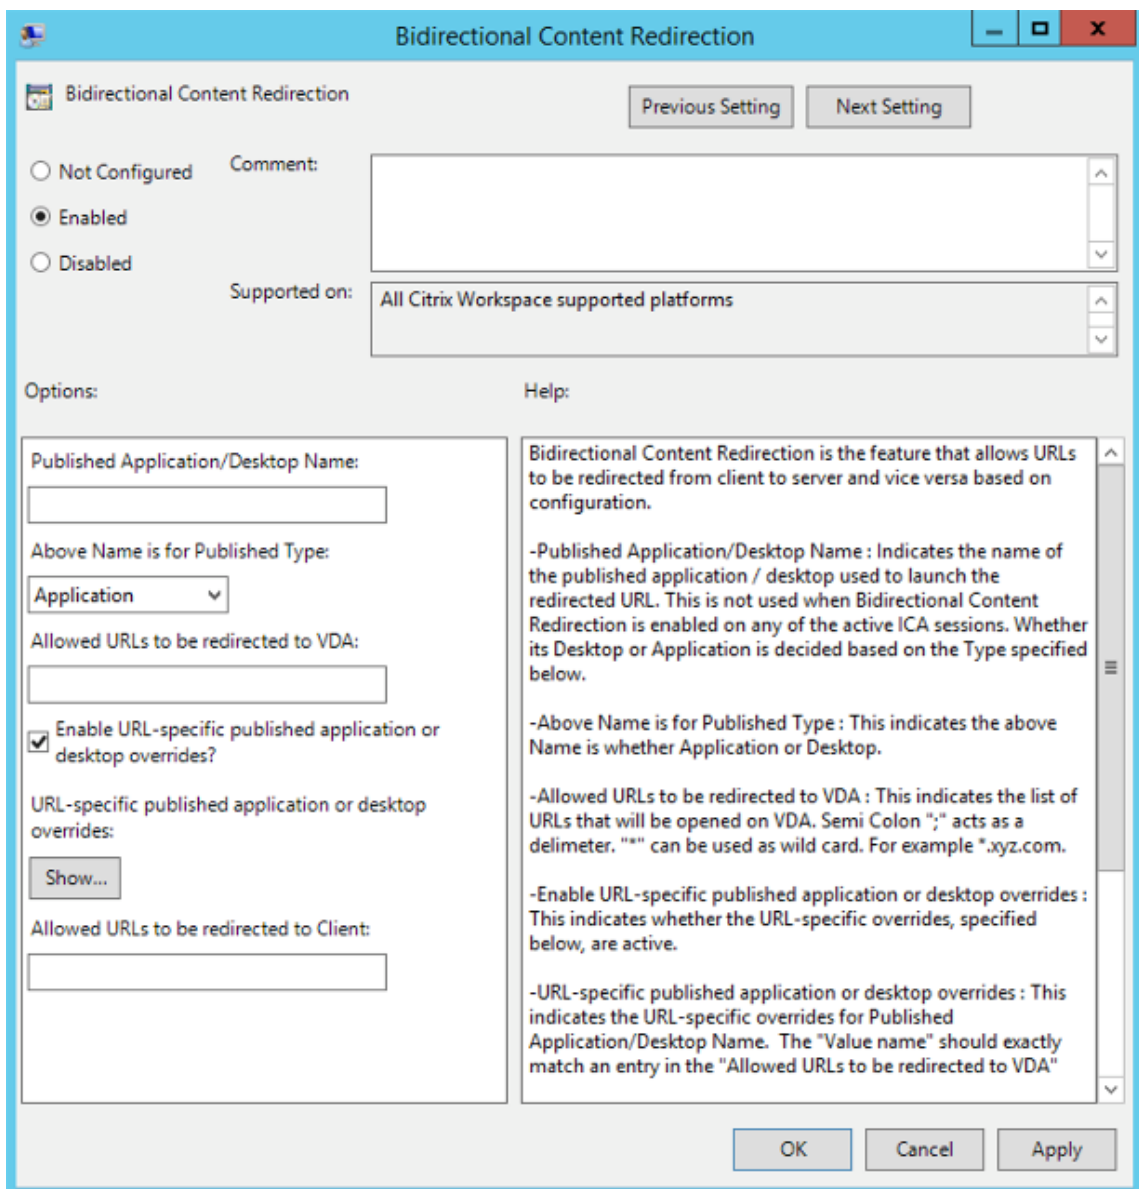 Bidirectional Content Redirection
x
Bidirectional Content Redirection
Previous Setting
Next Setting
Not Configured
Comment:
Enabled
Disabled
Supported on:
All Citrix Workspace supported platforms
Options:
Help:
Published Application/Desktop Name:
Above Name is for Published Type:
Application
Allowed URLs to be redirected to VDA:
Enable URL-specific published application or
desktop overrides?
URL-specific published application or desktop
overrides:
Show...
Allowed URLs to be redirected to Client:
Bidirectional Content Redirection is the feature that allows URLs
to be redirected from client to server and vice versa based on
configuration.
-Published Application/Desktop Name : Indicates the name of
the published application / desktop used to launch the
redirected URL. This is not used when Bidirectional Content
Redirection is enabled on any of the active ICA sessions. Whether
its Desktop or Application is decided based on the Type specified
below.
-Above Name is for Published Type : This indicates the above
Name is whether Application or Desktop.
-Allowed URLs to be redirected to VDA : This indicates the list of
URLs that will be opened on VDA. Semi Colon ";" acts as a
delimeter. "*" can be used as wild card. For example *.xyz.com.
-Enable URL-specific published application or desktop overrides :
This indicates whether the URL-specific overrides, specified
below, are active.
-URL-specific published application or desktop overrides : This
indicates the URL-specific overrides for Published
Application/Desktop Name.  The "Value name" should exactly
match an entry in the "Allowed URLs to be redirected to VDA"
OK
Cancel
Apply